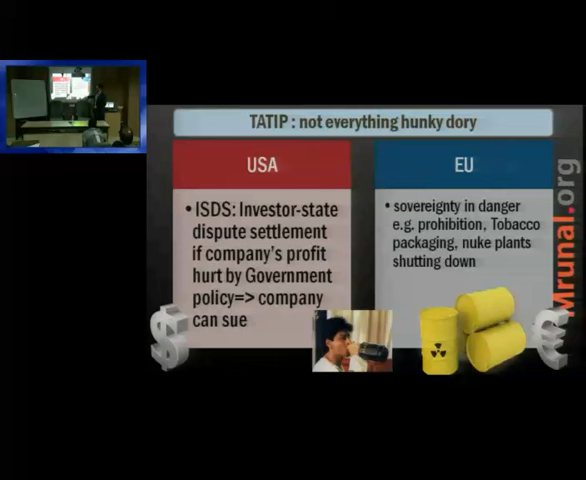 TATIP : not everything hunky dory
USA
• ISDS: Investor-state
dispute settlement
if company's profit
hurt by Government
policy=> company
can sue
EU
• sovereignty in danger
e.g. prohibition, Tobacco
packaging, nuke plants
shutting down
Mrunal.org
$
€